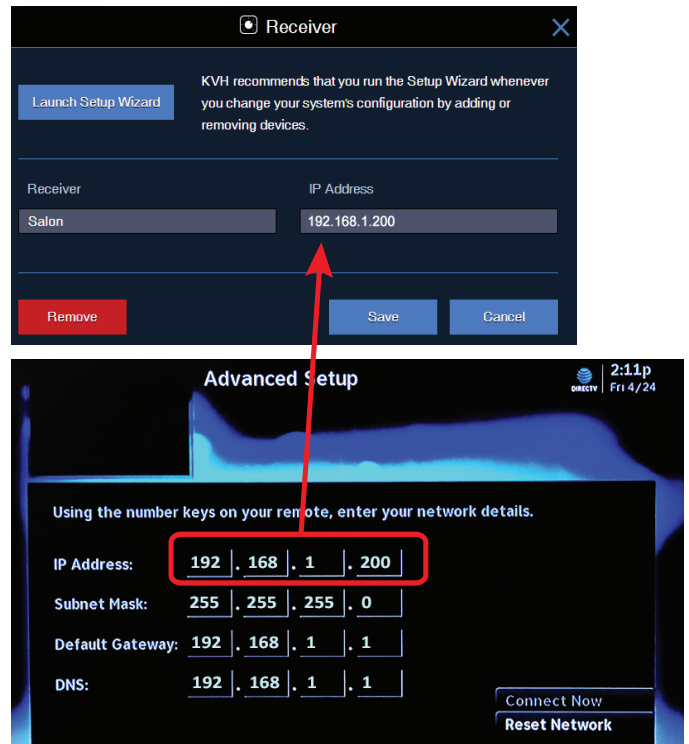 Receiver
Launch Setup Wizard
KVH recommends that you run the Setup Wizard whenever
you change your system's configuration by adding or
removing devices.
Receiver IP Address
Salon 192.168.1.200
Remove Save Cancel
Advanced Setup
DIRECTV 2:11p
Fri 4/24
Using the number keys on your remote, enter your network details.
IP Address: 192 . 168 . 1 . 200
Subnet Mask: 255 . 255 . 255 . 0
Default Gateway: 192 . 168 . 1 . 1
DNS: 192 . 168 . 1 . 1
Connect Now
Reset Network